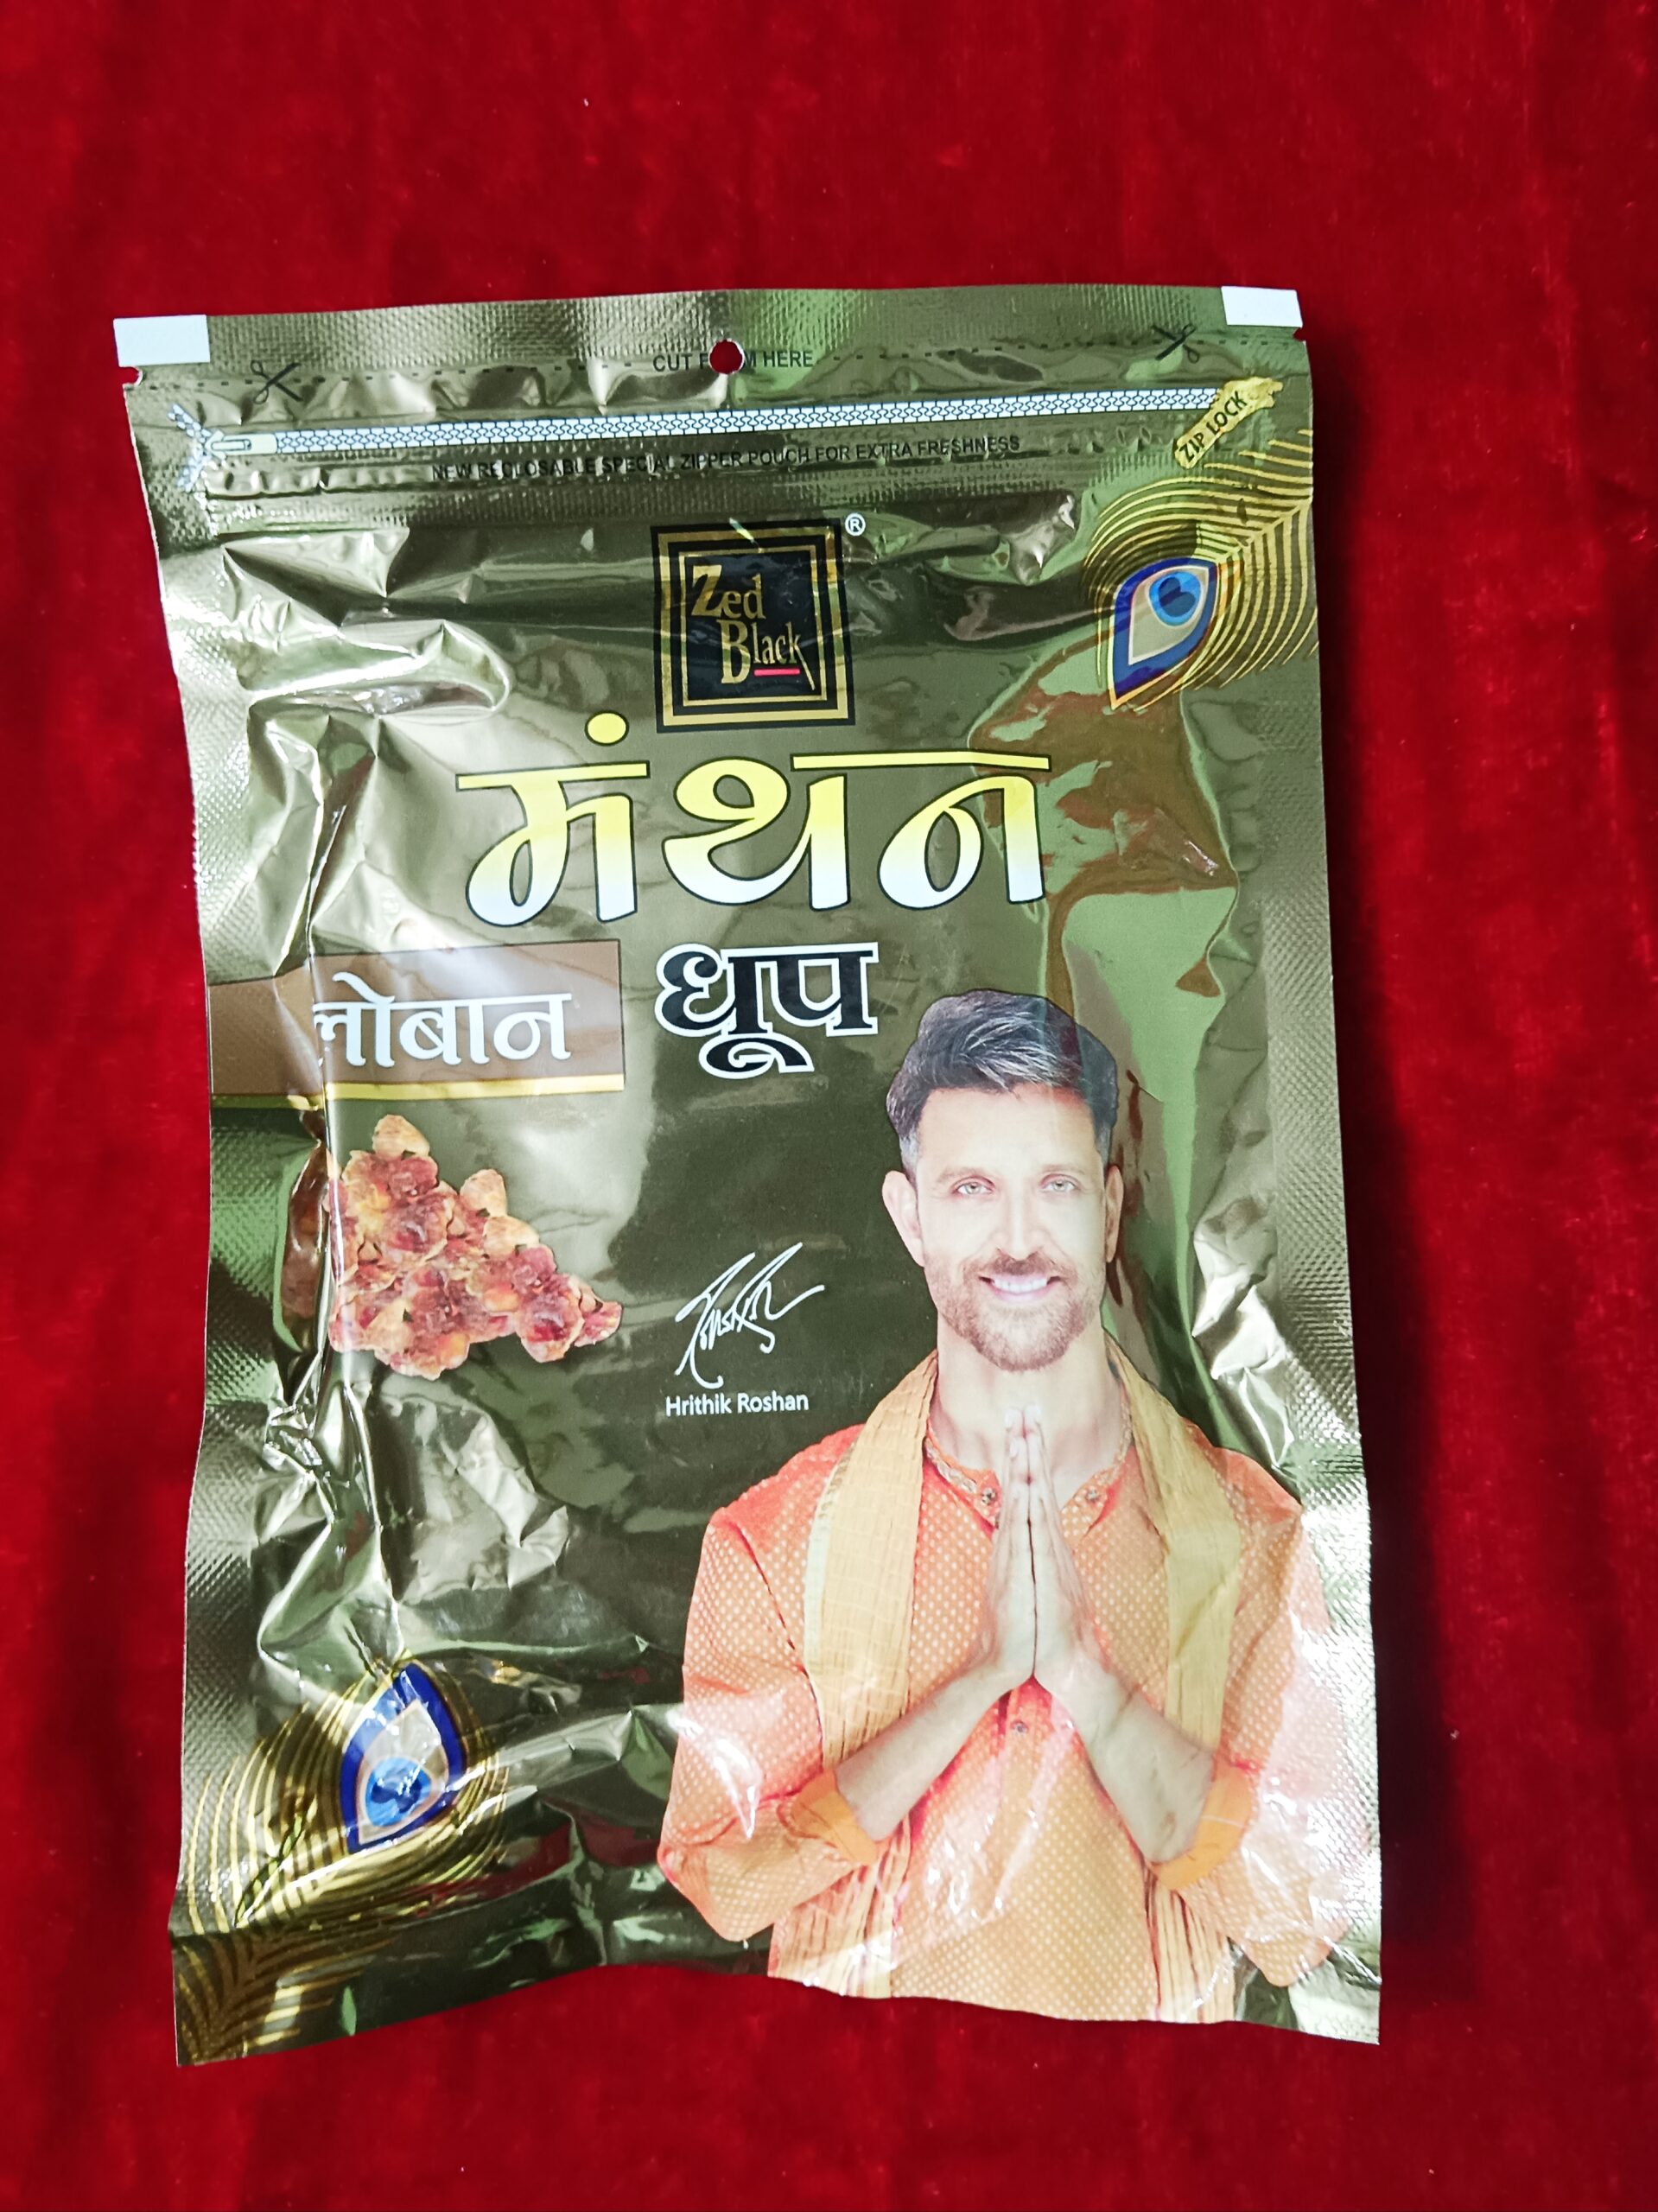 CUT FROM HERE
ZIP LOCK
NEW RECLOSABLE SPECIAL ZIPPER POUCH FOR EXTRA FRESHNESS
Zed
Black
®
मंथन
धूप
लोबान
Hrithik Roshan